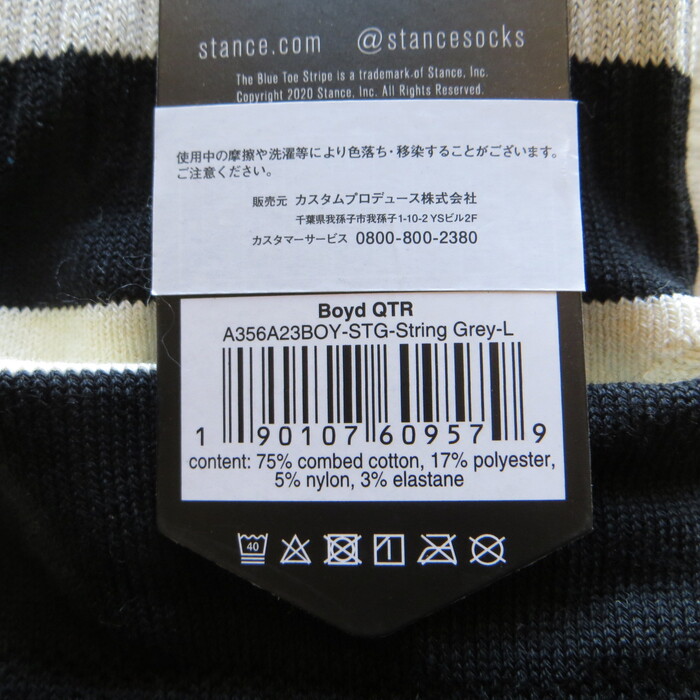 stance.com @stancesocks
The Blue Toe Stripe is a trademark of Stance, Inc.
Copyright 2020 Stance, Inc. All Rights Reserved.
使用中の摩擦や洗濯等により色落ち・移染することがございます。
ご注意ください。
販売元 カスタムプロデュース株式会社
千葉県我孫子市我孫子1-10-2 YSビル2F
カスタマーサービス 0800-800-2380
Boyd QTR
A356A23BOY-STG-String Grey-L
1 90107 60957 9
content: 75% combed cotton, 17% polyester,
5% nylon, 3% elastane
40